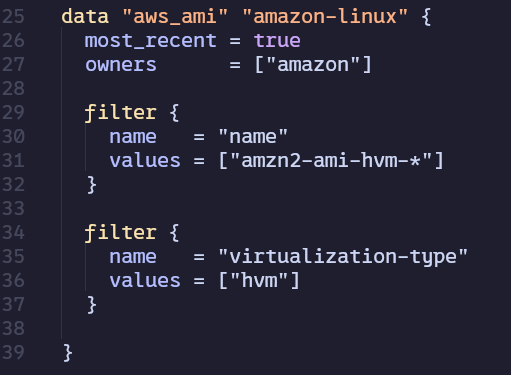 25 data "aws_ami" "amazon-linux" {
26   most_recent = true
27   owners      = ["amazon"]
28
29   filter {
30     name   = "name"
31     values = ["amzn2-ami-hvm-*"]
32   }
33
34   filter {
35     name   = "virtualization-type"
36     values = ["hvm"]
37   }
38
39 }